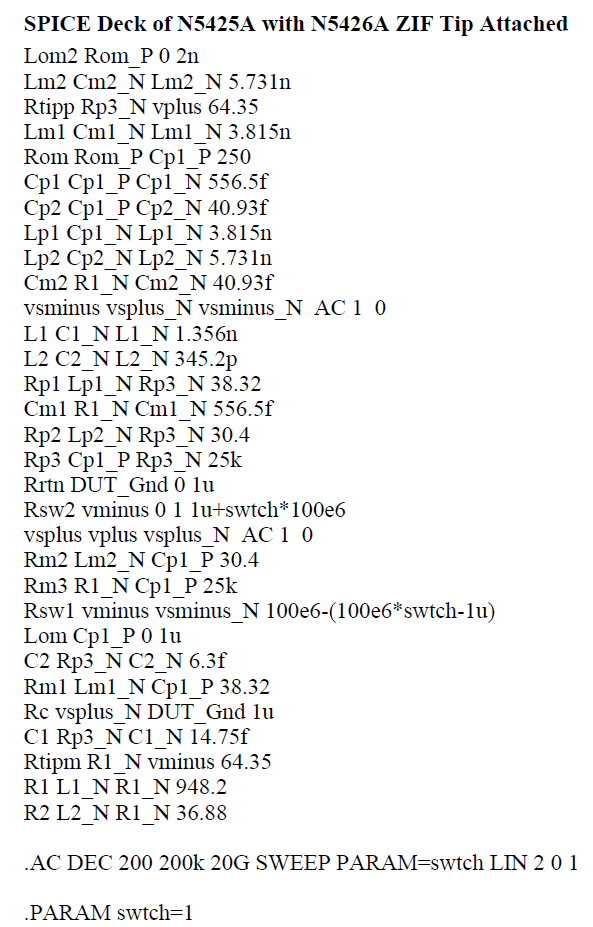 SPICE Deck of N5425A with N5426A ZIF Tip Attached
Lom2 Rom_P 0 2n
Lm2 Cm2_N Lm2_N 5.731n
Rtipp Rp3_N vplus 64.35
Lm1 Cm1_N Lm1_N 3.815n
Rom Rom_P Cp1_P 250
Cp1 Cp1_P Cp1_N 556.5f
Cp2 Cp1_P Cp2_N 40.93f
Lp1 Cp1_N Lp1_N 3.815n
Lp2 Cp2_N Lp2_N 5.731n
Cm2 R1_N Cm2_N 40.93f
vsminus vsplus_N vsminus_N AC 1 0
L1 C1_N L1_N 1.356n
L2 C2_N L2_N 345.2p
Rp1 Lp1_N Rp3_N 38.32
Cm1 R1_N Cm1_N 556.5f
Rp2 Lp2_N Rp3_N 30.4
Rp3 Cp1_P Rp3_N 25k
Rrtn DUT_Gnd 0 1u
Rsw2 vminus 0 1 1u+swtch*100e6
vsplus vplus vsplus_N AC 1 0
Rm2 Lm2_N Cp1_P 30.4
Rm3 R1_N Cp1_P 25k
Rsw1 vminus vsminus_N 100e6-(100e6*swtch-1u)
Lom Cp1_P 0 1u
C2 Rp3_N C2_N 6.3f
Rm1 Lm1_N Cp1_P 38.32
Rc vsplus_N DUT_Gnd 1u
C1 Rp3_N C1_N 14.75f
Rtipm R1_N vminus 64.35
R1 L1_N R1_N 948.2
R2 L2_N R1_N 36.88
.AC DEC 200 200k 20G SWEEP PARAM=swtch LIN 2 0 1
.PARAM swtch=1